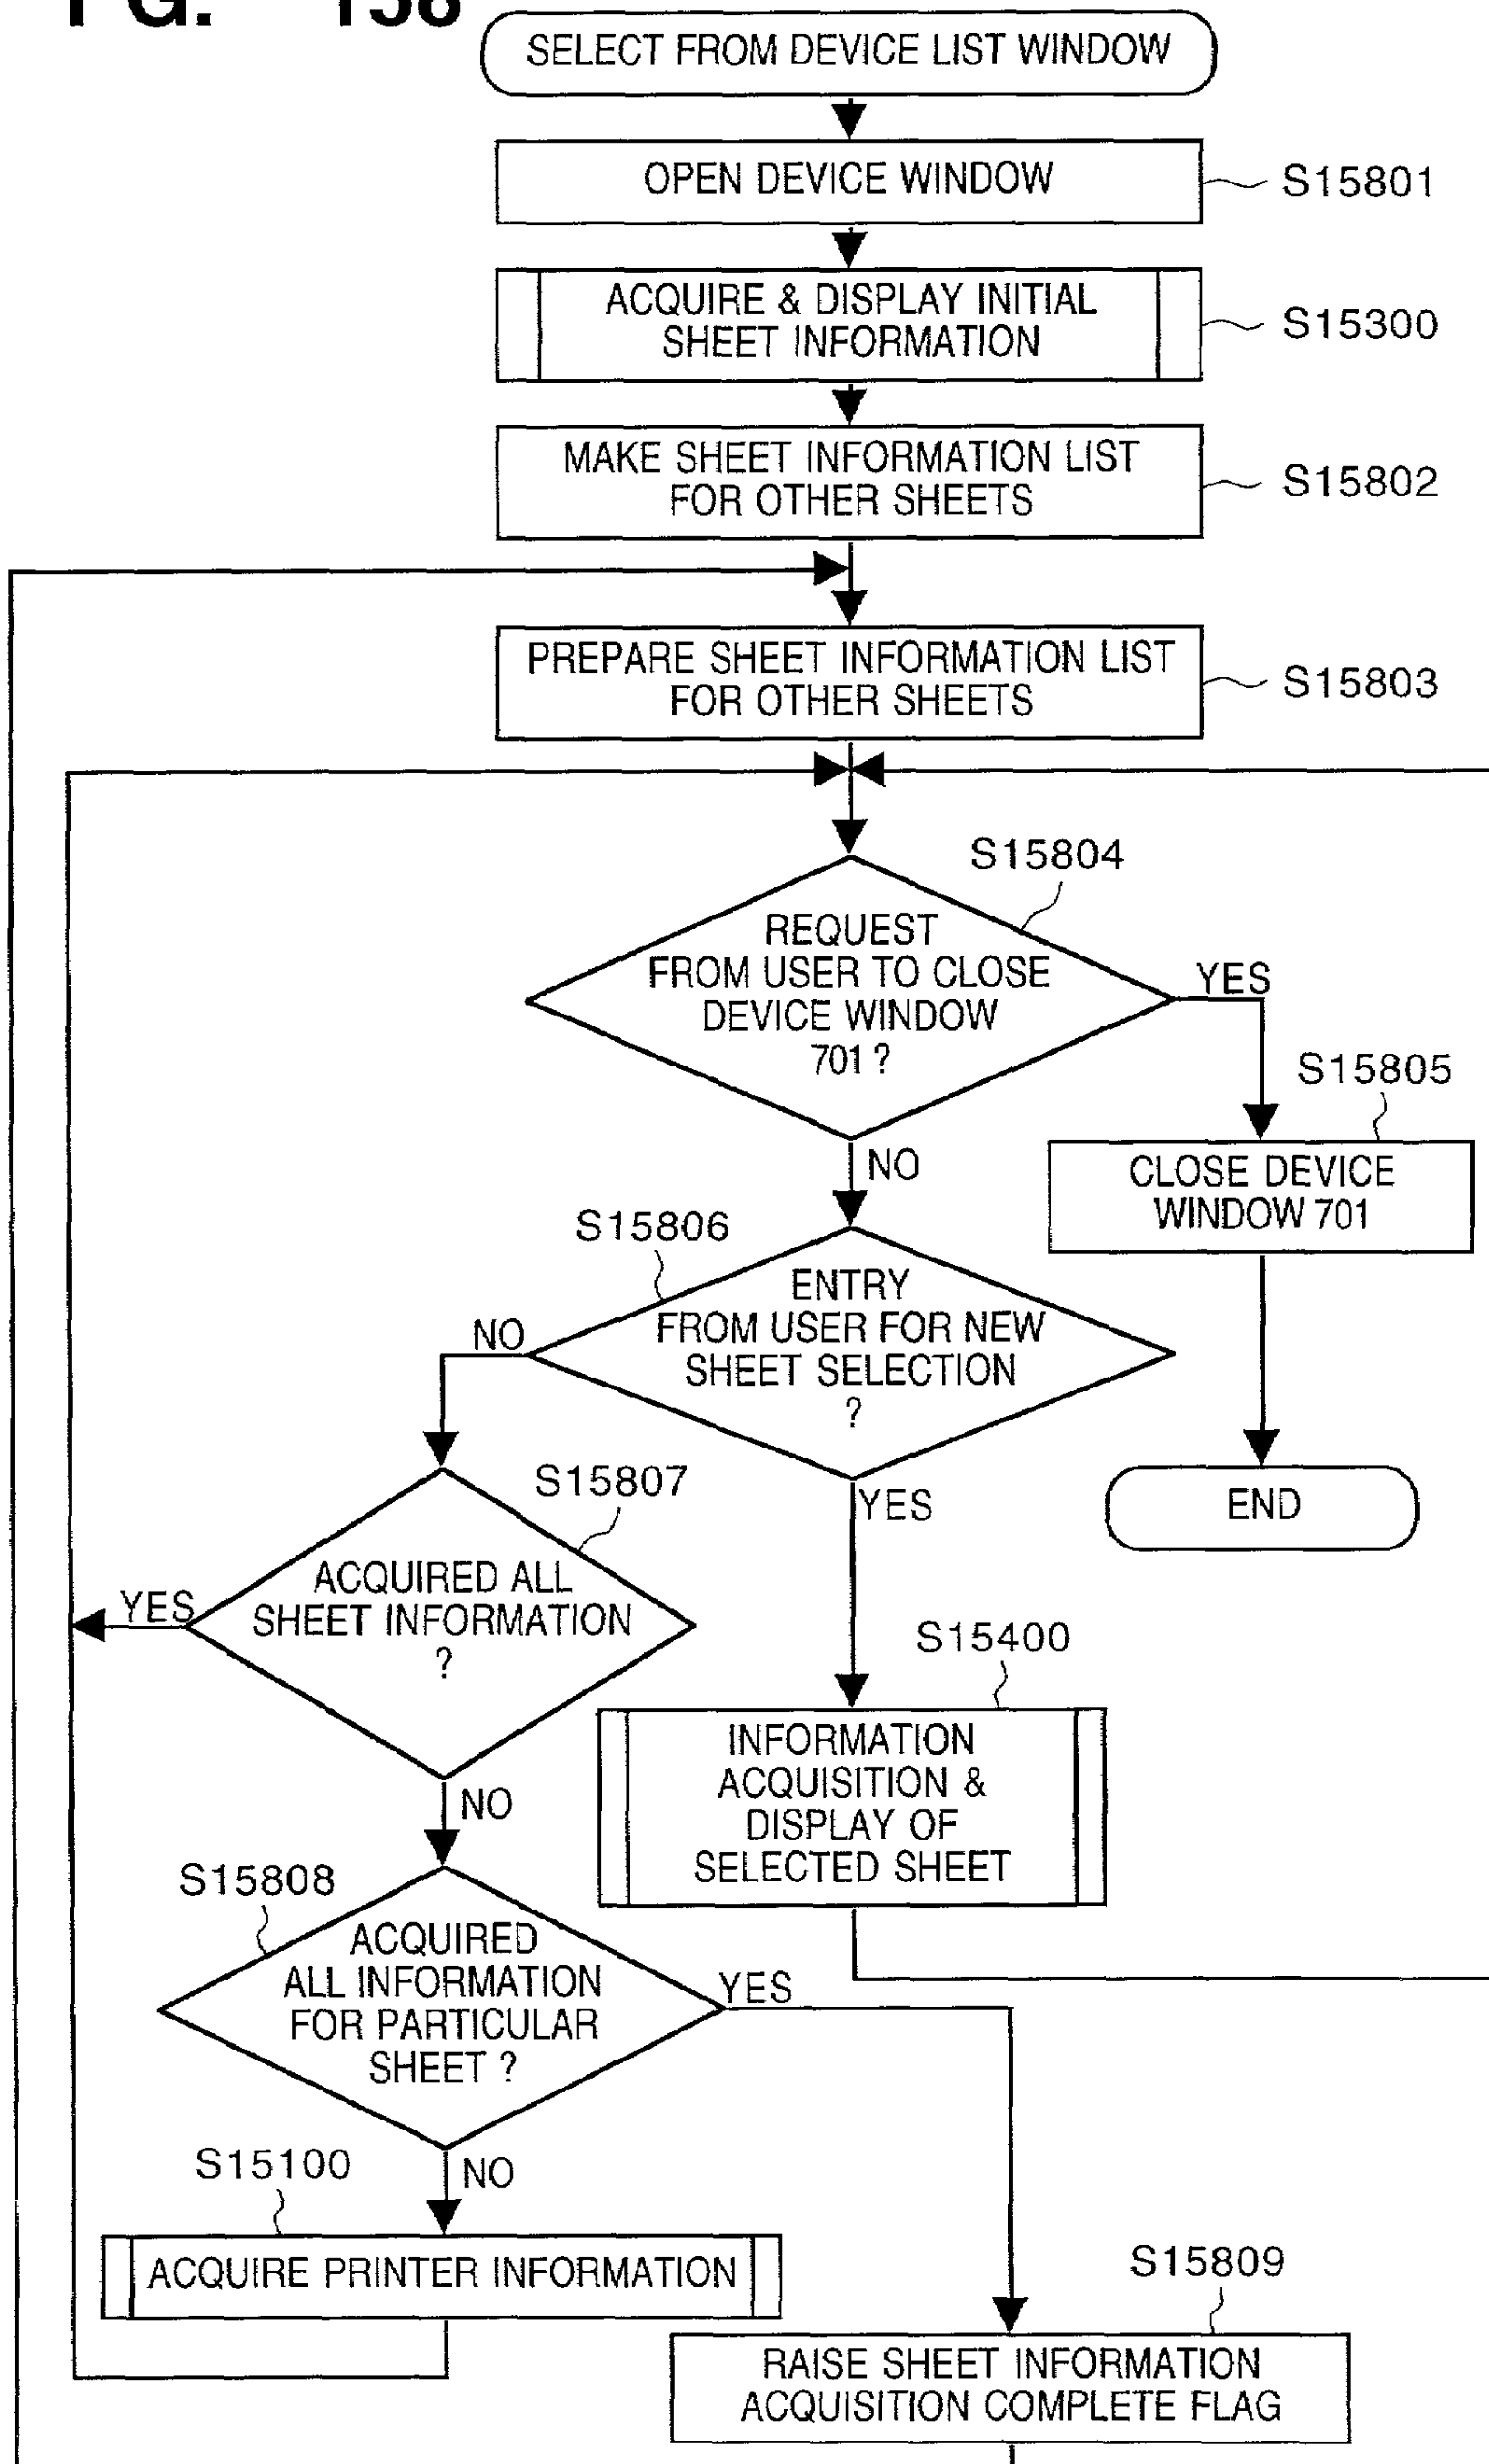 158
SELECT FROM DEVICE LIST WINDOW
OPEN DEVICE WINDOW
S15801
ACQUIRE & DISPLAY INITIAL
SHEET INFORMATION
S15300
MAKE SHEET INFORMATION LIST
FOR OTHER SHEETS
S15802
PREPARE SHEET INFORMATION LIST
FOR OTHER SHEETS
S15803
S15804
REQUEST
FROM USER TO CLOSE
DEVICE WINDOW
701 ?
YES
NO
S15805
CLOSE DEVICE
WINDOW 701
END
S15806
ENTRY
FROM USER FOR NEW
SHEET SELECTION
?
NO
YES
S15807
ACQUIRED ALL
SHEET INFORMATION
?
YES
NO
S15400
INFORMATION
ACQUISITION &
DISPLAY OF
SELECTED SHEET
S15808
ACQUIRED
ALL INFORMATION
FOR PARTICULAR
SHEET ?
YES
NO
S15100
ACQUIRE PRINTER INFORMATION
S15809
RAISE SHEET INFORMATION
ACQUISITION COMPLETE FLAG